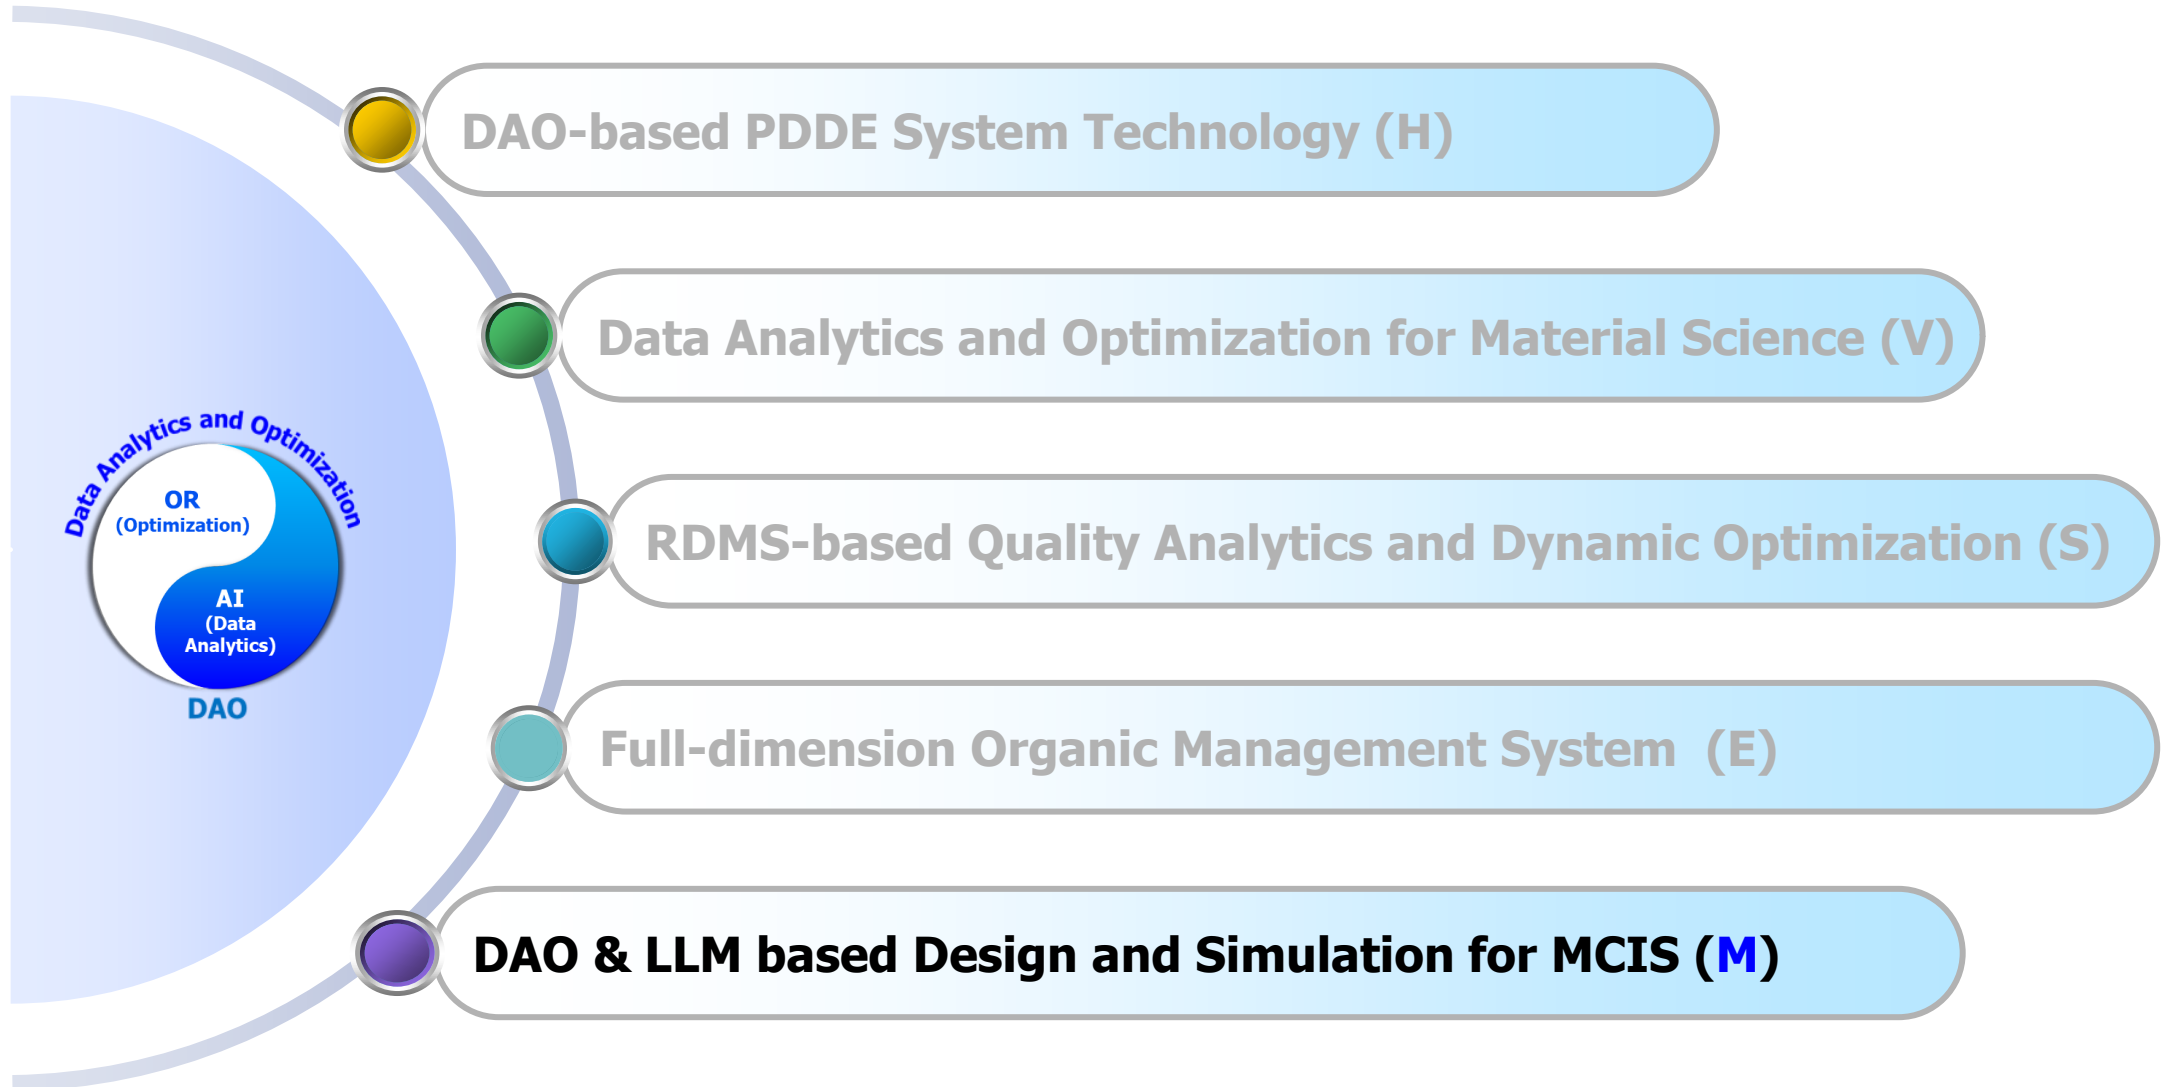 DAO-based PDDE System Technology (H)
Data Analytics and Optimization for Material Science (V)
Data Analytics and Optimization
OR
(Optimization)
AI
(Data
Analytics)
DAO
RDMS-based Quality Analytics and Dynamic Optimization (S)
Full-dimension Organic Management System (E)
DAO & LLM based Design and Simulation for MCIS (M)